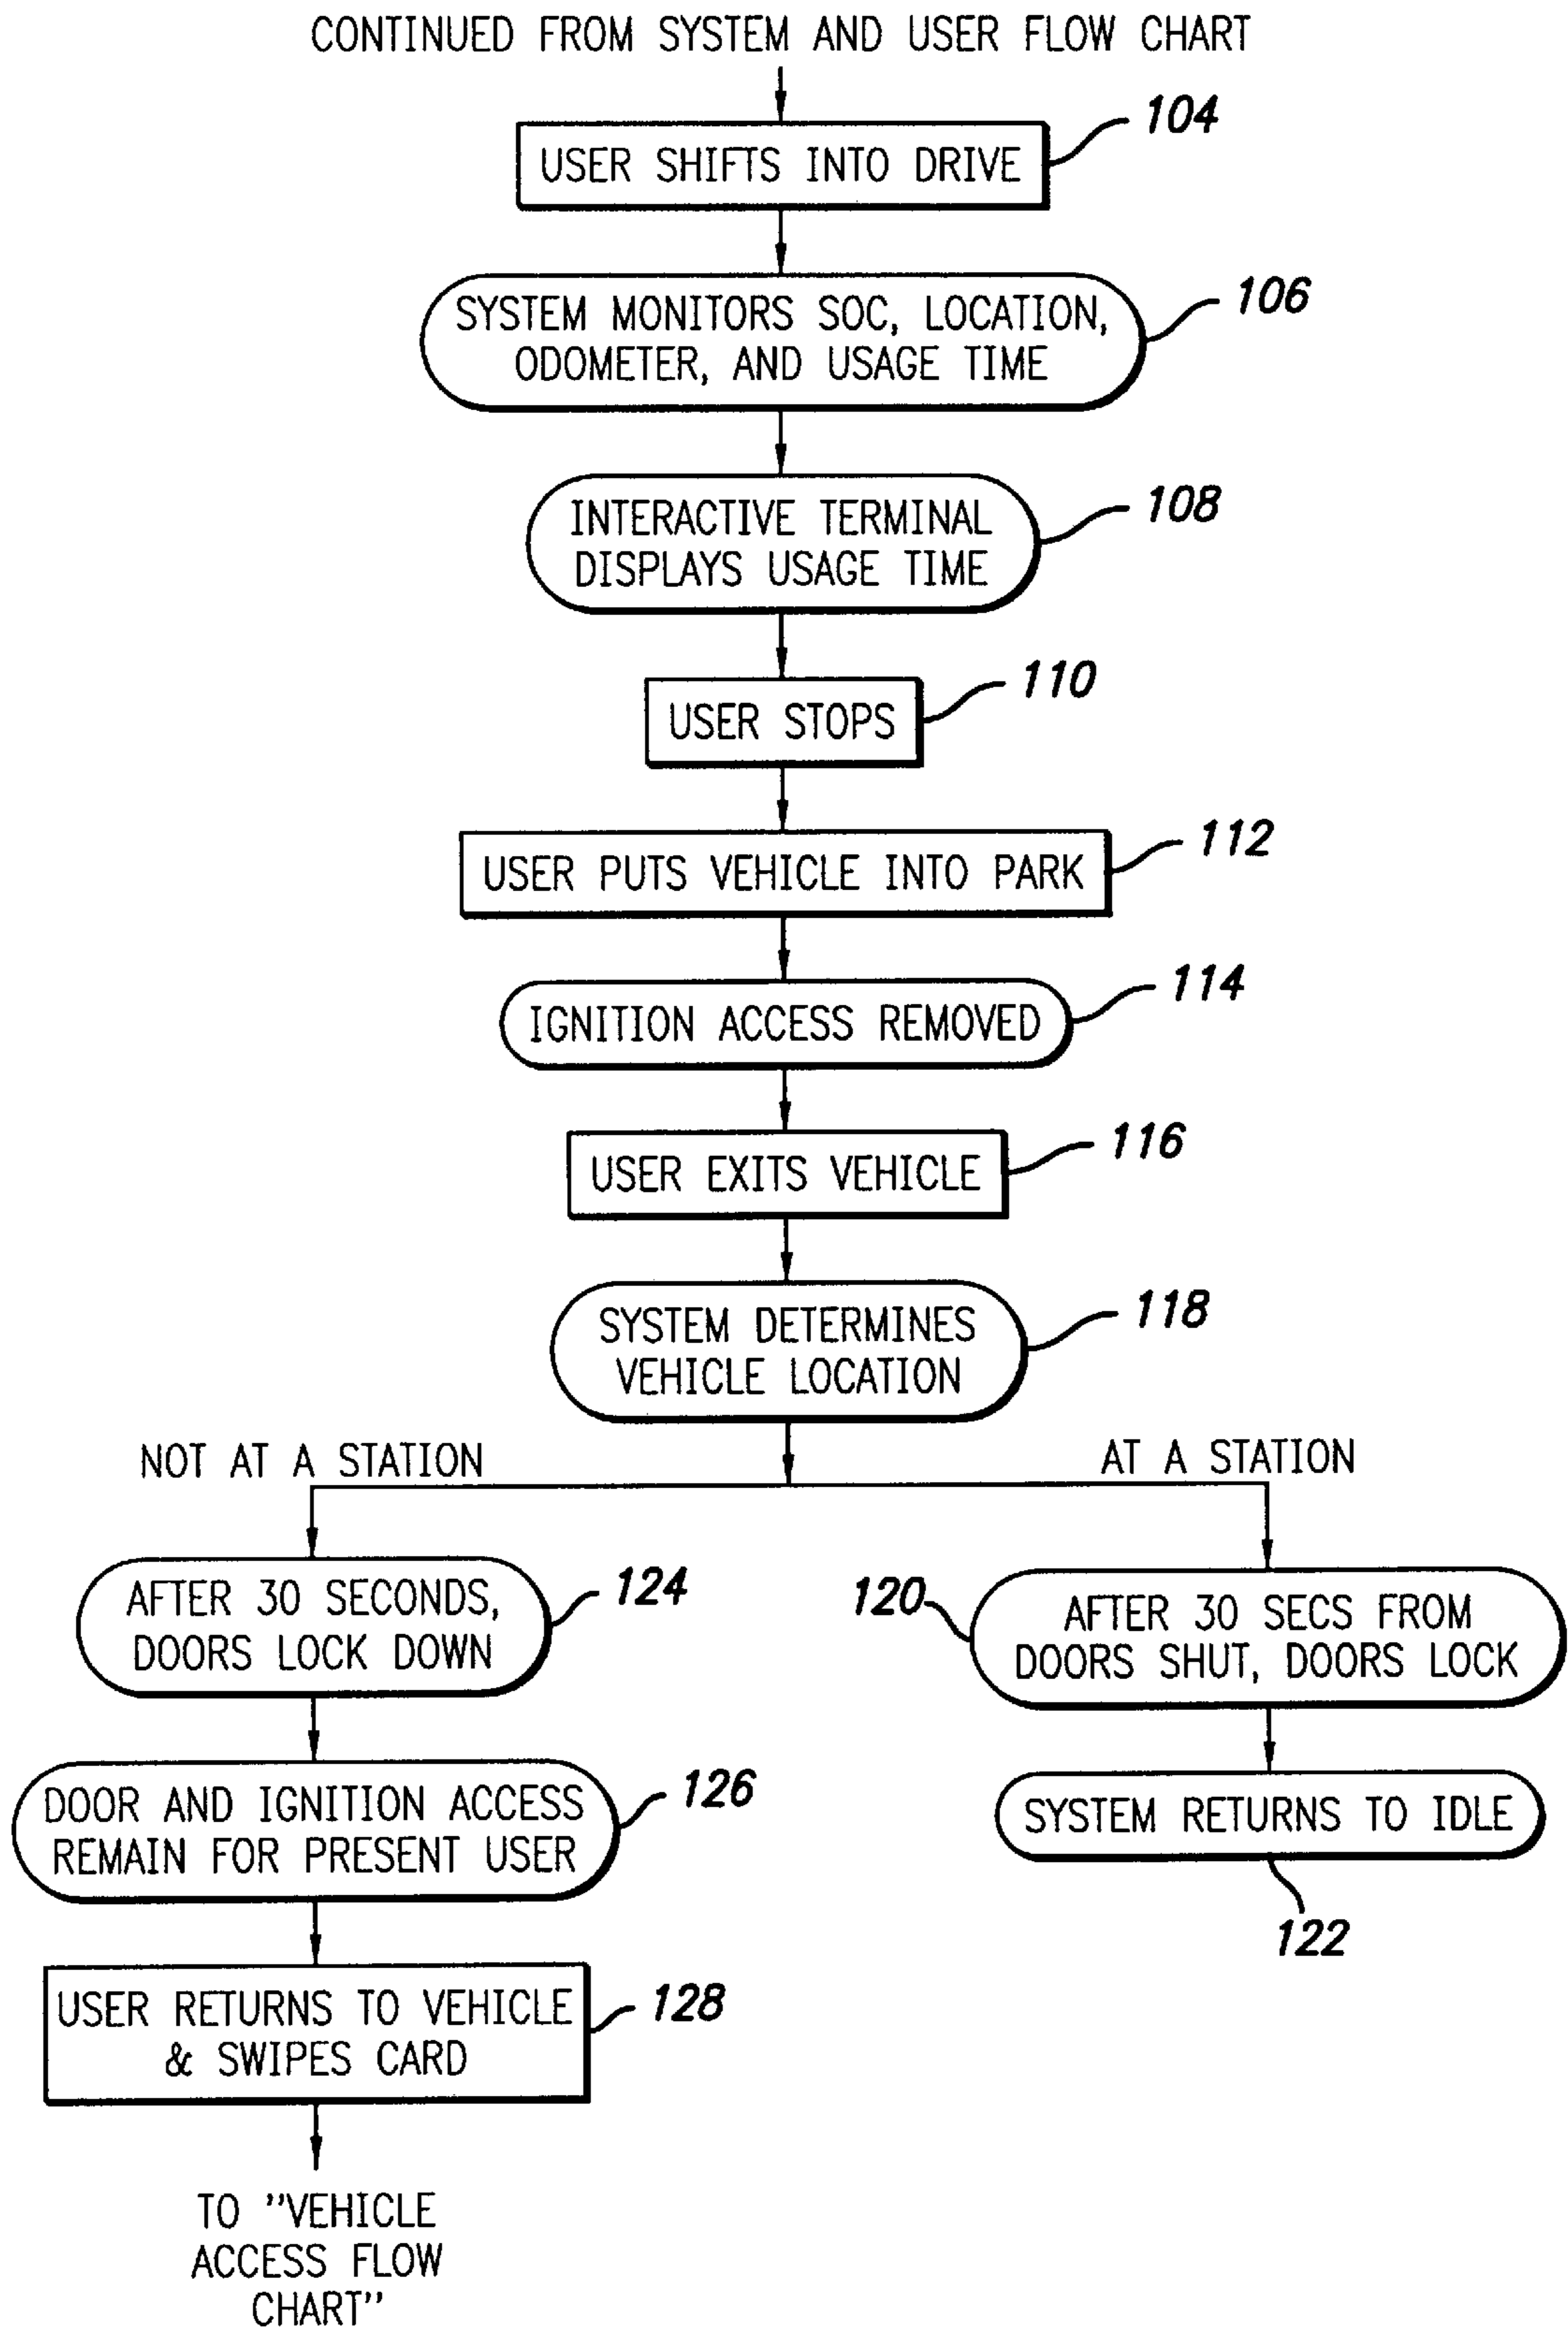 CONTINUED FROM SYSTEM AND USER FLOW CHART
104
USER SHIFTS INTO DRIVE
106
SYSTEM MONITORS SOC, LOCATION,
ODOMETER, AND USAGE TIME
108
INTERACTIVE TERMINAL
DISPLAYS USAGE TIME
110
USER STOPS
112
USER PUTS VEHICLE INTO PARK
114
IGNITION ACCESS REMOVED
116
USER EXITS VEHICLE
118
SYSTEM DETERMINES
VEHICLE LOCATION
NOT AT A STATION
AT A STATION
124
AFTER 30 SECONDS,
DOORS LOCK DOWN
126
DOOR AND IGNITION ACCESS
REMAIN FOR PRESENT USER
128
USER RETURNS TO VEHICLE
& SWIPES CARD
TO "VEHICLE
ACCESS FLOW
CHART"
120
AFTER 30 SECS FROM
DOORS SHUT, DOORS LOCK
SYSTEM RETURNS TO IDLE
122